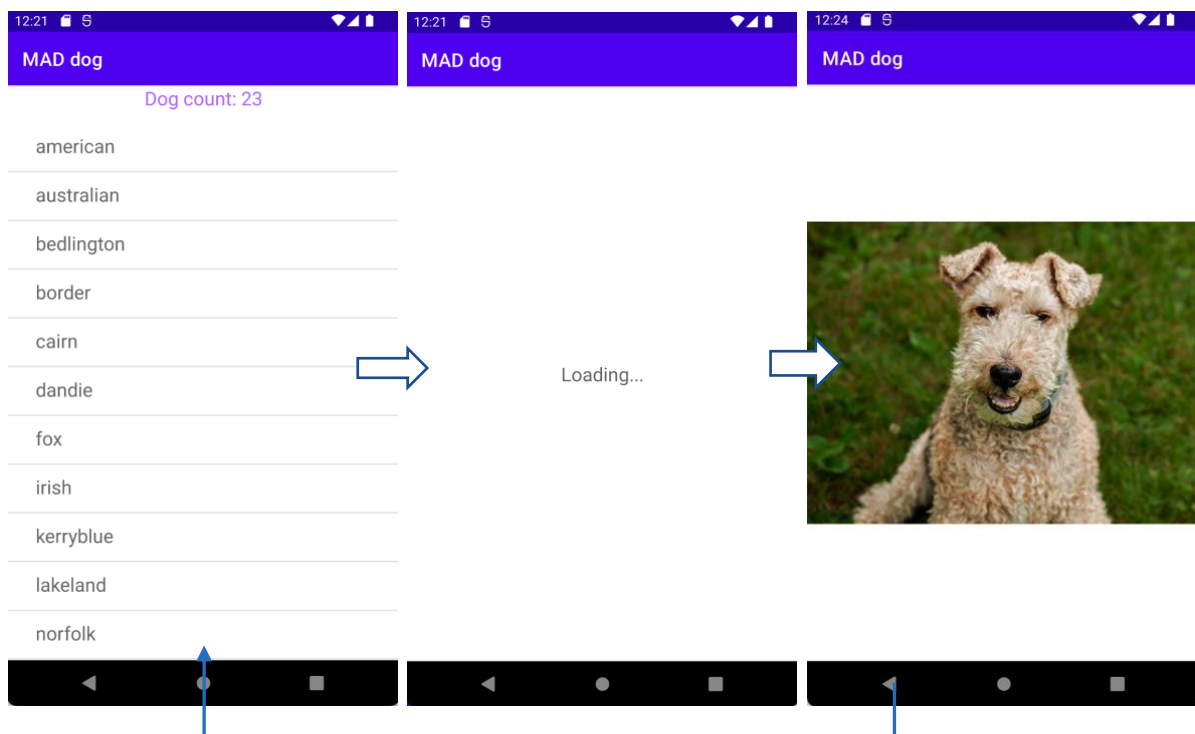 12:21
MAD dog
Dog count: 23
american
australian
bedlington
border
cairn
dandie
fox
irish
kerryblue
lakeland
norfolk
12:21
MAD dog
Loading...
12:24
MAD dog